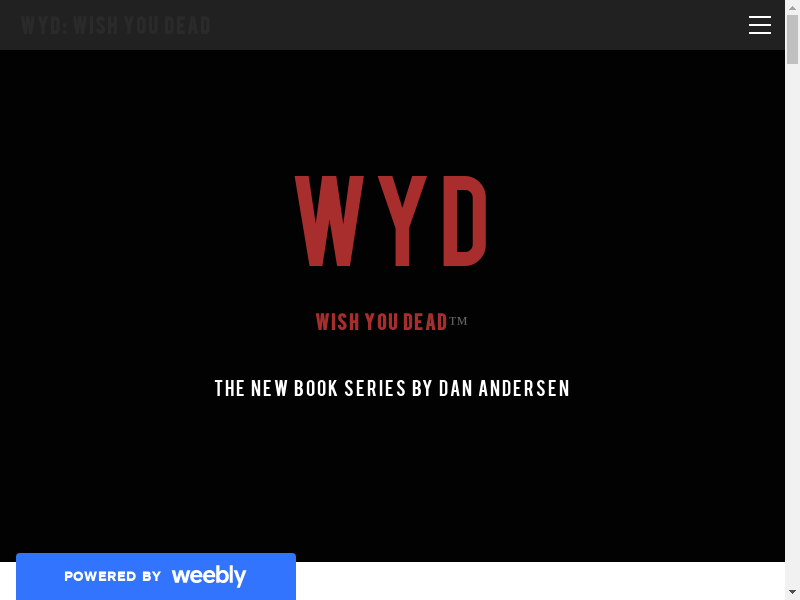 WYD: WISH YOU DEAD
WYD
WISH YOU DEAD™
THE NEW BOOK SERIES BY DAN ANDERSEN
POWERED BY weebly